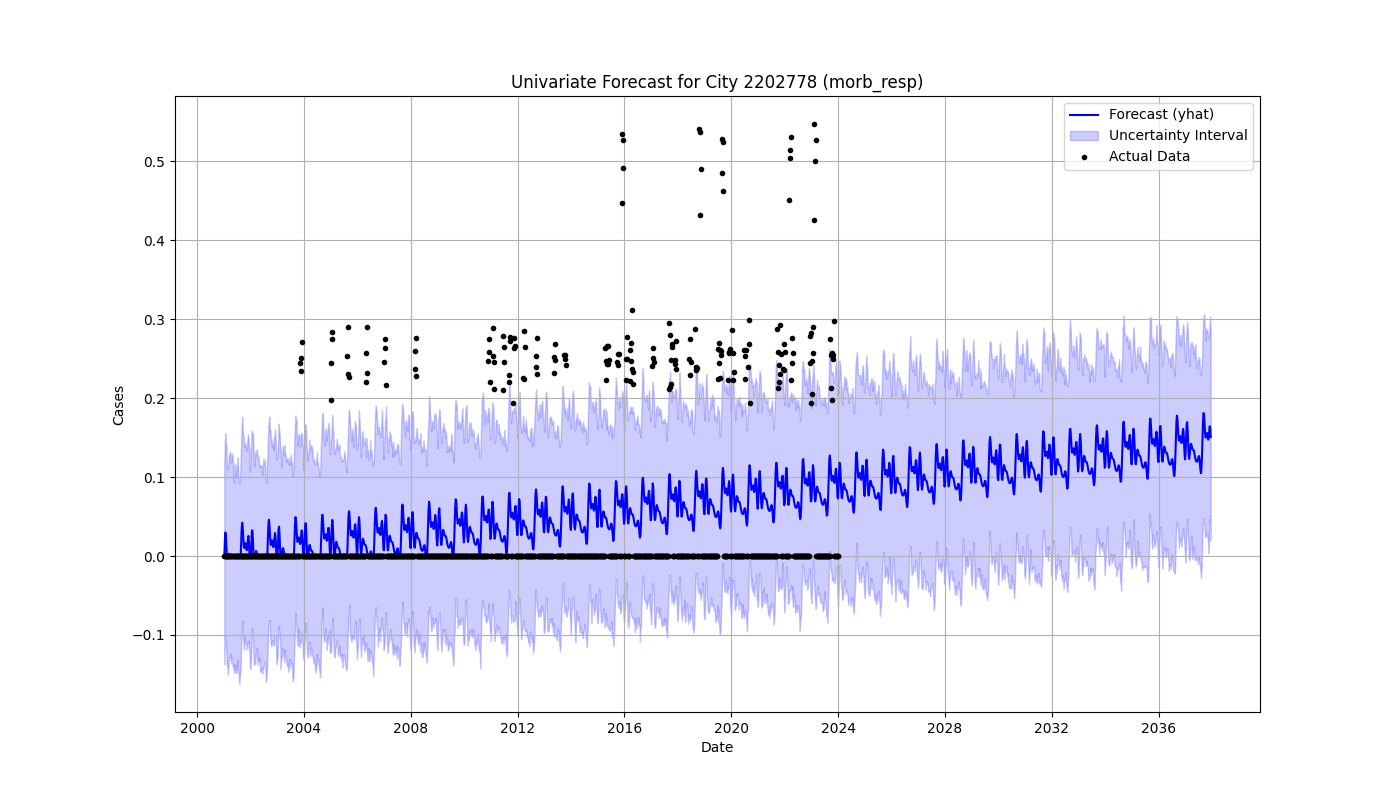 Univariate Forecast for City 2202778 (morb_resp)
Forecast (yhat)
Uncertainty Interval
Actual Data
Cases
0.5
0.4
0.3
0.2
0.1
0.0
−0.1
2000 2004 2008 2012 2016 2020 2024 2028 2032 2036
Date